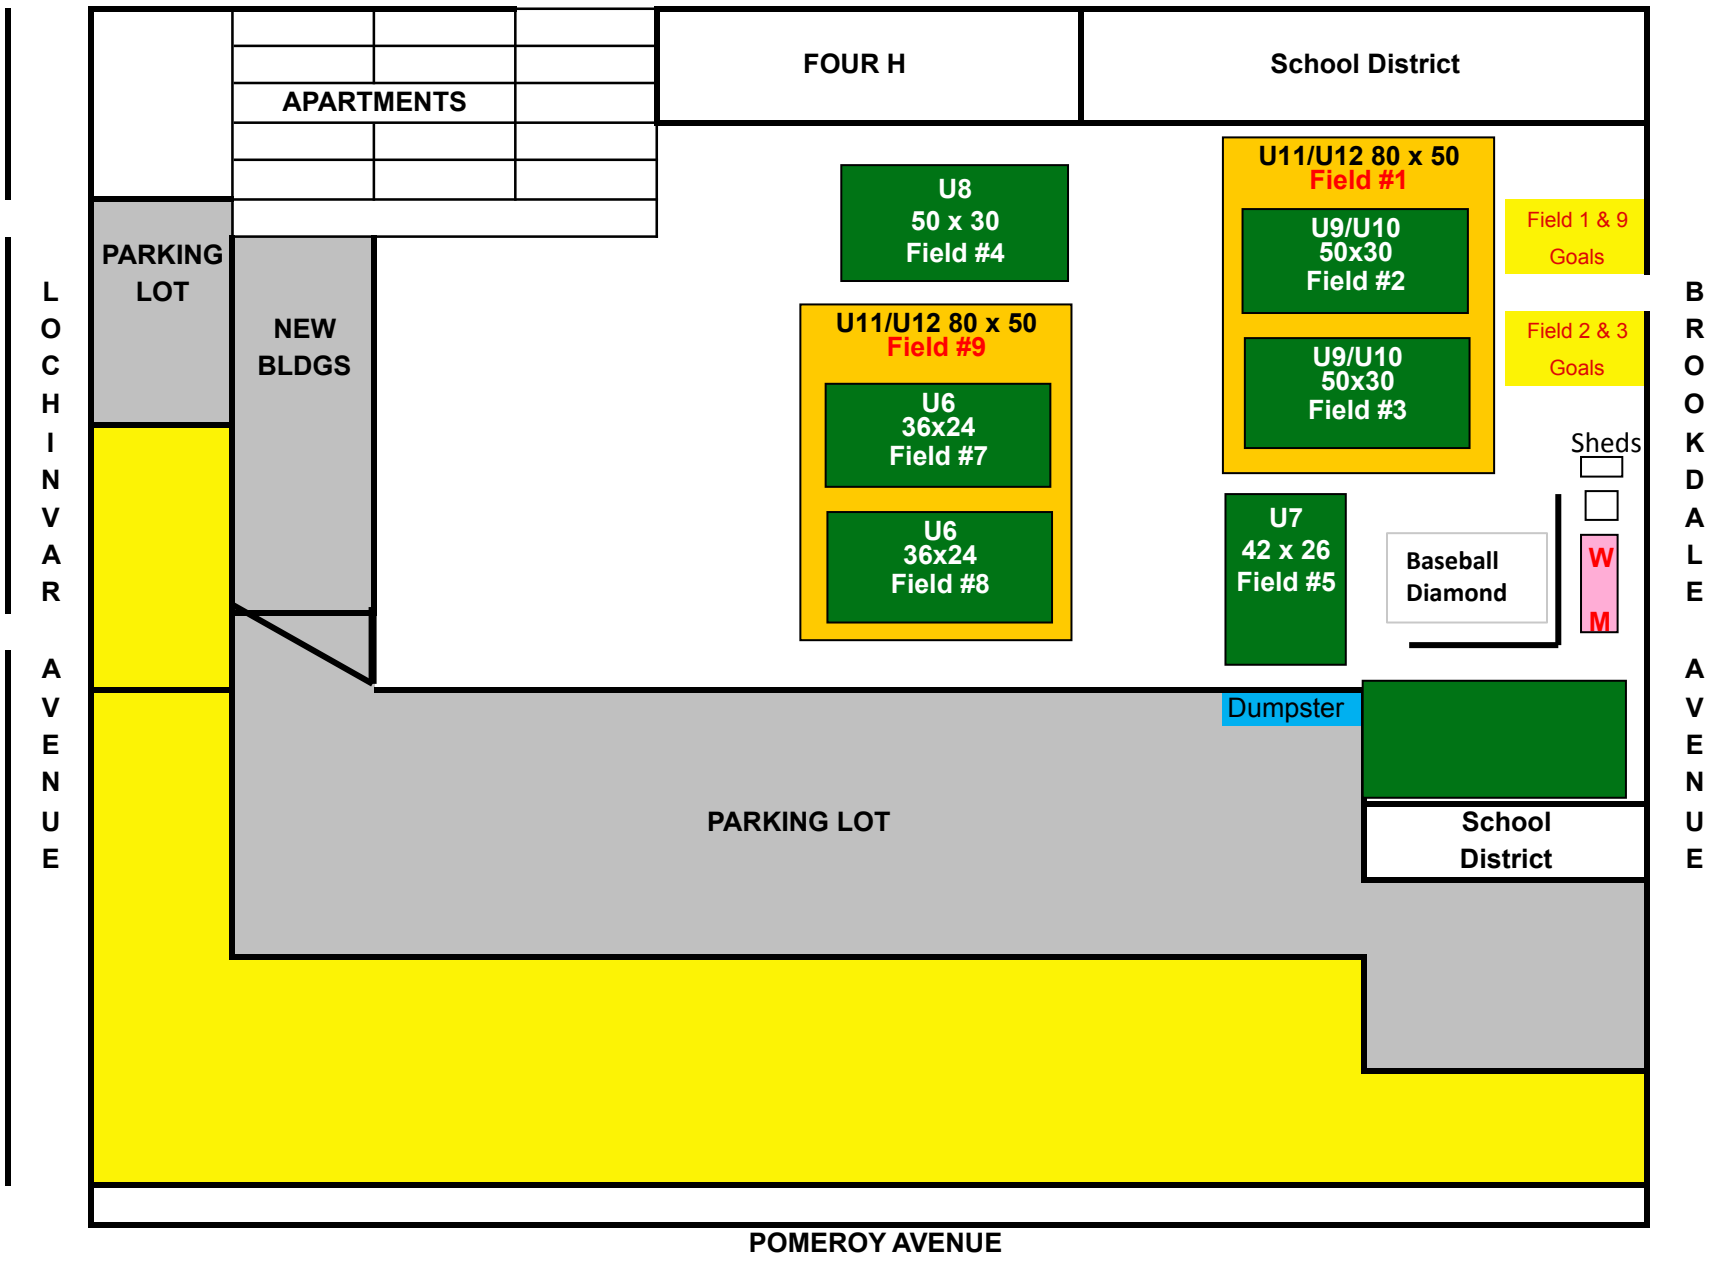 FOUR H
School District
APARTMENTS
U11/U12 80 x 50
Field #1
U8
50 x 30
Field #4
U9/U10
50x30
Field #2
Field 1 & 9
Goals
PARKING
LOT
NEW
BLDGS
U11/U12 80 x 50
Field #9
U9/U10
50x30
Field #3
Field 2 & 3
Goals
U6
36x24
Field #7
Sheds
U6
36x24
Field #8
U7
42 x 26
Field #5
Baseball
Diamond
W
M
Dumpster
PARKING LOT
School
District
LOCHINVAR AVENUE
BROOKDALE AVENUE
POMEROY AVENUE